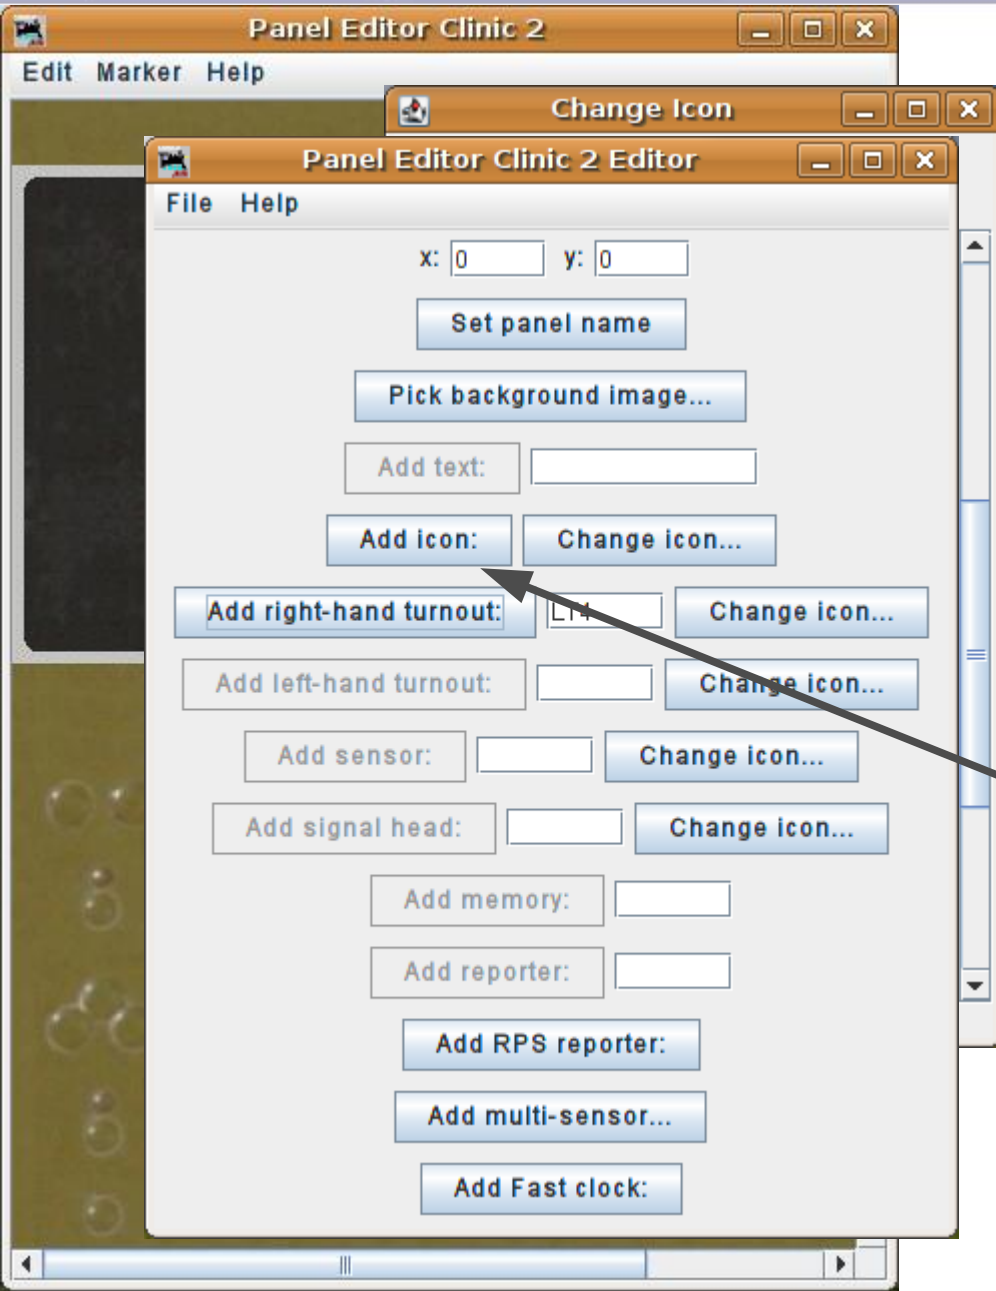 Panel Editor Clinic 2
Edit Marker Help
Change Icon
Panel Editor Clinic 2 Editor
File Help
x: 0 y: 0
Set panel name
Pick background image...
Add text:
Add icon: Change icon...
Add right-hand turnout: LT4 Change icon...
Add left-hand turnout: Change icon...
Add sensor: Change icon...
Add signal head: Change icon...
Add memory:
Add reporter:
Add RPS reporter:
Add multi-sensor...
Add Fast clock: